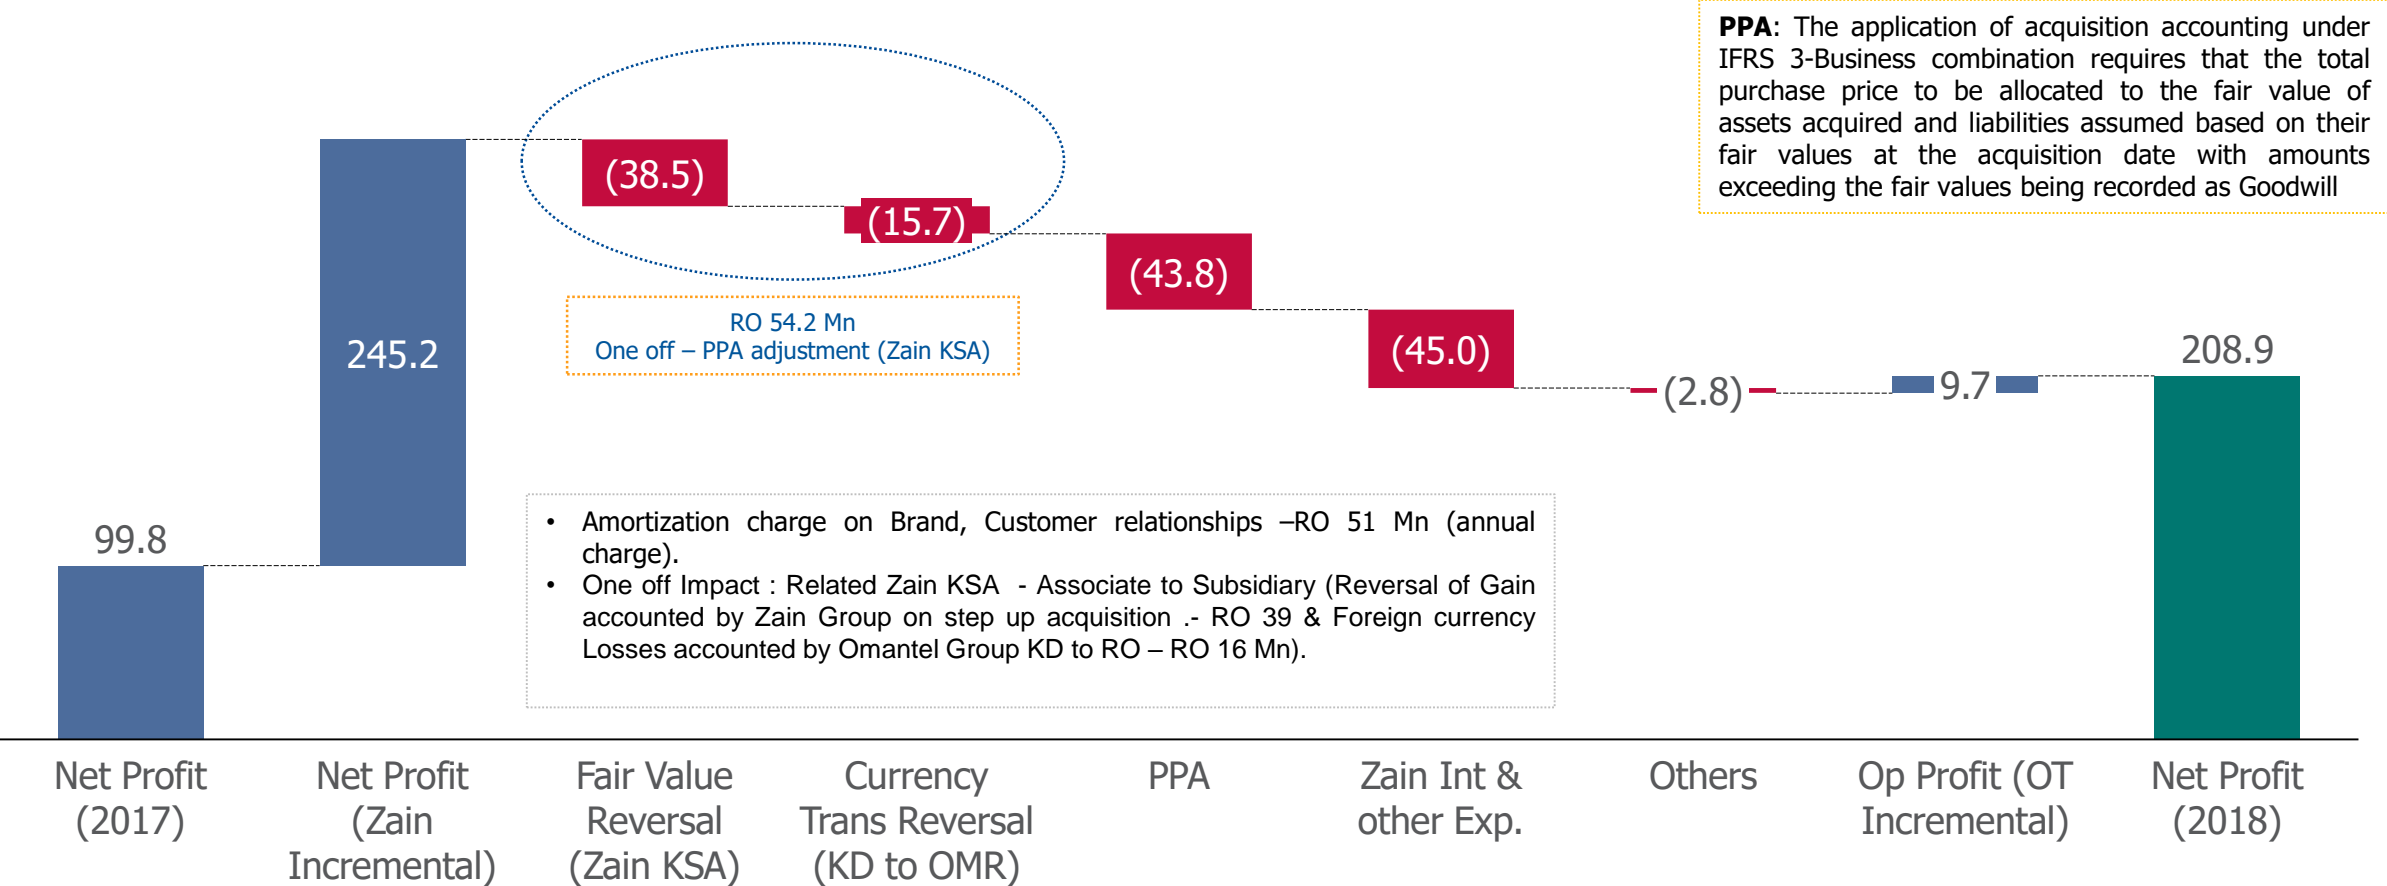 PPA: The application of acquisition accounting under
IFRS 3-Business combination requires that the total
purchase price to be allocated to the fair value of
assets acquired and liabilities assumed based on their
fair values at the acquisition date with amounts
exceeding the fair values being recorded as Goodwill
99.8
245.2
(38.5)
(15.7)
(43.8)
(45.0)
(2.8)
9.7
208.9
RO 54.2 Mn
One off – PPA adjustment (Zain KSA)
• Amortization charge on Brand, Customer relationships –RO 51 Mn (annual
charge).
• One off Impact : Related Zain KSA - Associate to Subsidiary (Reversal of Gain
accounted by Zain Group on step up acquisition .- RO 39 & Foreign currency
Losses accounted by Omantel Group KD to RO – RO 16 Mn).
Net Profit
(2017)
Net Profit
(Zain
Incremental)
Fair Value
Reversal
(Zain KSA)
Currency
Trans Reversal
(KD to OMR)
PPA
Zain Int &
other Exp.
Others
Op Profit (OT
Incremental)
Net Profit
(2018)